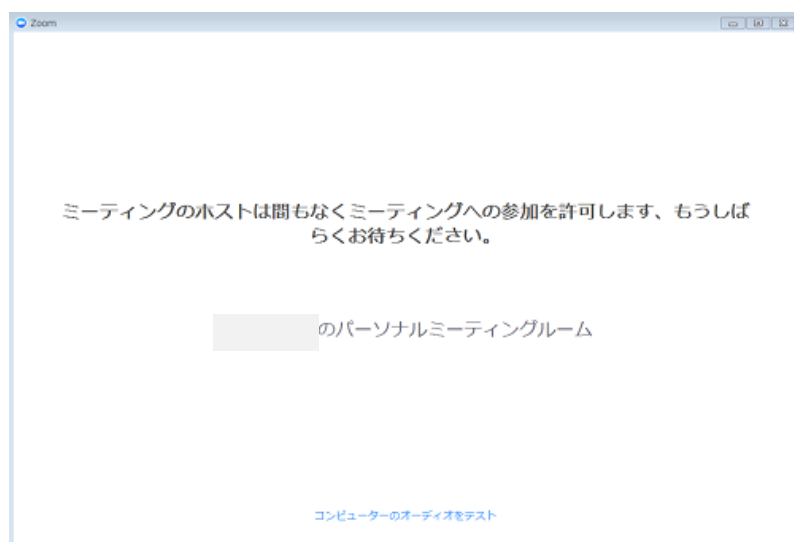 Zoom
ミーティングのホストは間もなくミーティングへの参加を許可します、もうしば
らくお待ちください。
のパーソナルミーティングルーム
コンピューターのオーディオをテスト